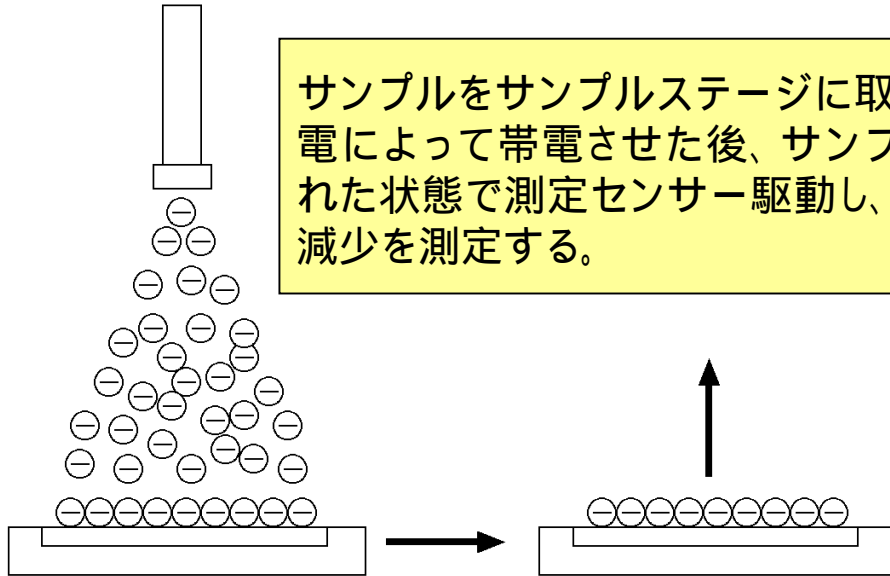 サンプルをサンプルステージに取
電によって帯電させた後、サンプ
れた状態で測定センサー駆動し、
減少を測定する。